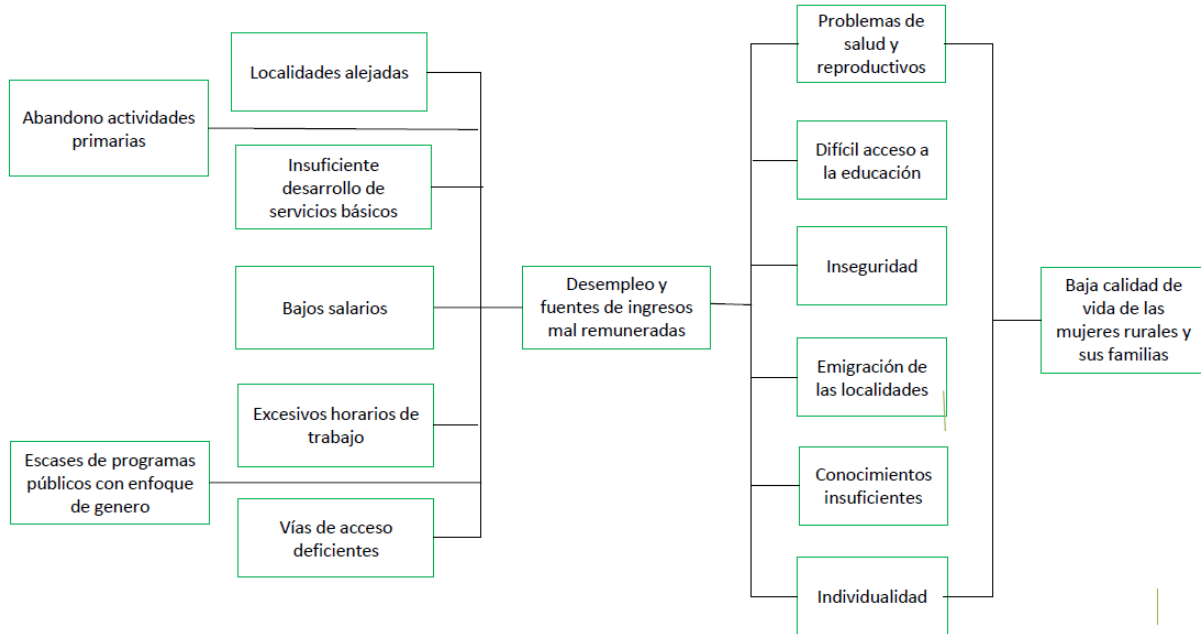 Abandono actividades
primarias
Escases de programas
públicos con enfoque
de genero
Localidades alejadas
Insuficiente
desarrollo de
servicios básicos
Bajos salarios
Excesivos horarios de
trabajo
Vías de acceso
deficientes
Desempleo y
fuentes de ingresos
mal remuneradas
Problemas de
salud y
reproductivos
Difícil acceso a
la educación
Inseguridad
Emigración de
las localidades
Conocimientos
insuficientes
Individualidad
Baja calidad de
vida de las
mujeres rurales y
sus familias